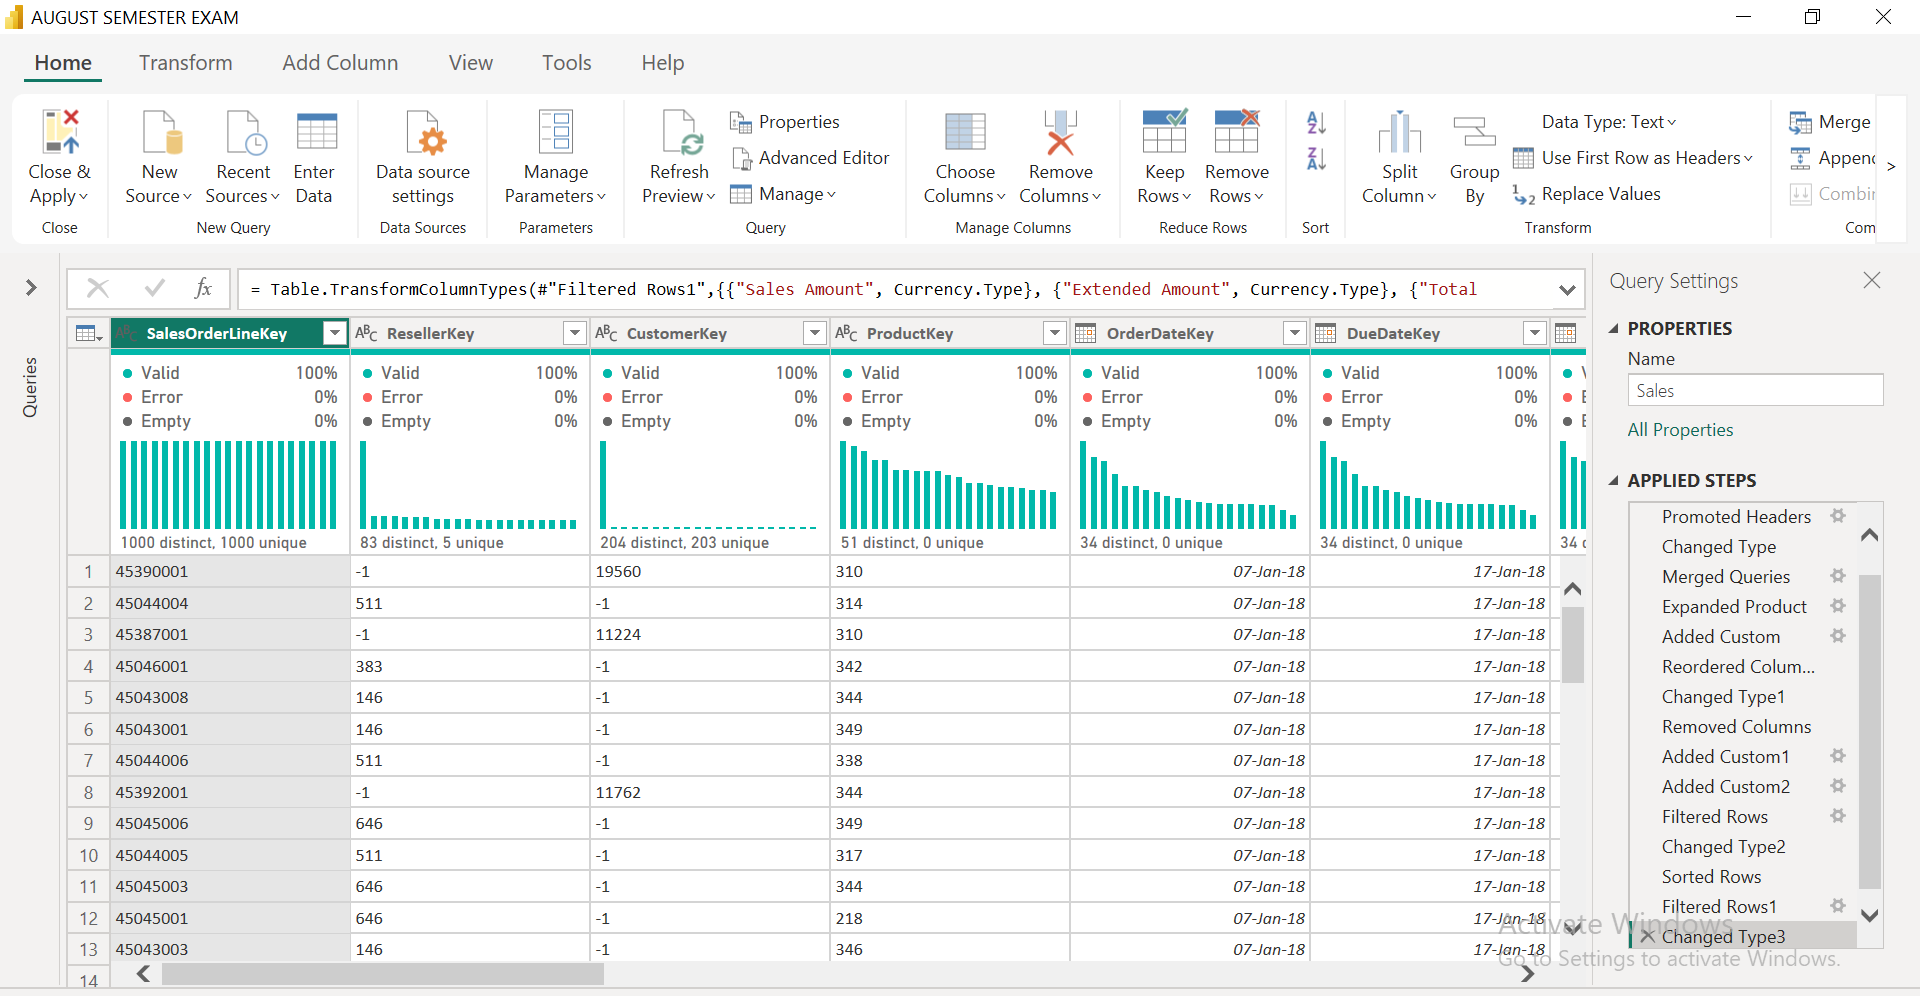 AUGUST SEMESTER EXAM
Home Transform Add Column View Tools Help
Close & Apply
Close
New Source
Recent Sources
Enter Data
New Query
Data source settings
Data Sources
Manage Parameters
Parameters
Refresh Preview
Properties
Advanced Editor
Manage
Query
Choose Columns
Remove Columns
Manage Columns
Keep Rows
Remove Rows
Reduce Rows
Sort
Split Column
Group By
Data Type: Text
Use First Row as Headers
Replace Values
Transform
Merge
Appen
Combi
Com
Queries
fx = Table.TransformColumnTypes(#"Filtered Rows1",{{"Sales Amount", Currency.Type}, {"Extended Amount", Currency.Type}, {"Total
ABC SalesOrderLineKey ABC ResellerKey ABC CustomerKey ABC ProductKey OrderDateKey DueDateKey
Valid 100% Valid 100% Valid 100% Valid 100% Valid 100% Valid 100% V
Error 0% Error 0% Error 0% Error 0% Error 0% Error 0% E
Empty 0% Empty 0% Empty 0% Empty 0% Empty 0% Empty 0% E
1000 distinct, 1000 unique 83 distinct, 5 unique 204 distinct, 203 unique 51 distinct, 0 unique 34 distinct, 0 unique 34 distinct, 0 unique 34 d
1 45390001 -1 19560 310 07-Jan-18 17-Jan-18
2 45044004 511 -1 314 07-Jan-18 17-Jan-18
3 45387001 -1 11224 310 07-Jan-18 17-Jan-18
4 45046001 383 -1 342 07-Jan-18 17-Jan-18
5 45043008 146 -1 344 07-Jan-18 17-Jan-18
6 45043001 146 -1 349 07-Jan-18 17-Jan-18
7 45044006 511 -1 338 07-Jan-18 17-Jan-18
8 45392001 -1 11762 344 07-Jan-18 17-Jan-18
9 45045006 646 -1 349 07-Jan-18 17-Jan-18
10 45044005 511 -1 317 07-Jan-18 17-Jan-18
11 45045003 646 -1 344 07-Jan-18 17-Jan-18
12 45045001 646 -1 218 07-Jan-18 17-Jan-18
13 45043003 146 -1 346 07-Jan-18 17-Jan-18
14
Query Settings
PROPERTIES
Name
Sales
All Properties
APPLIED STEPS
Promoted Headers
Changed Type
Merged Queries
Expanded Product
Added Custom
Reordered Colum...
Changed Type1
Removed Columns
Added Custom1
Added Custom2
Filtered Rows
Changed Type2
Sorted Rows
Filtered Rows1
Changed Type3
Activate Windows
Go to Settings to activate Windows.